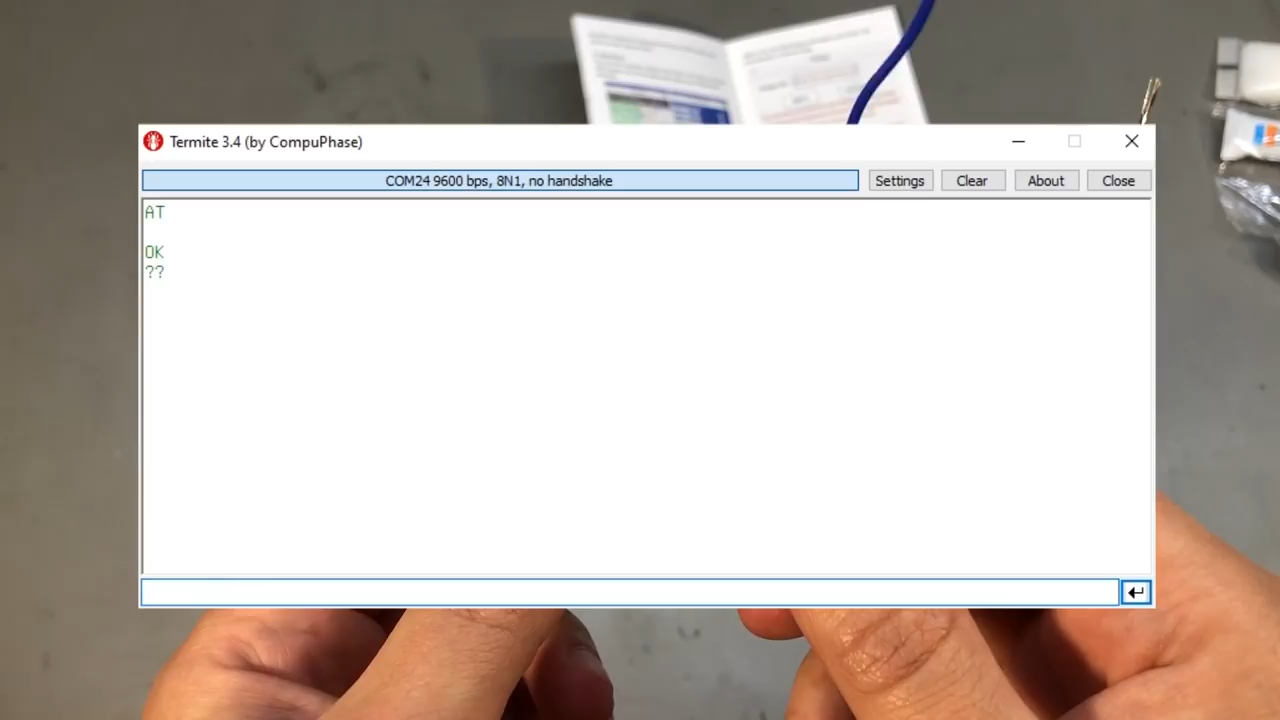 Termite 3.4 (by CompuPhase)
COM24 9600 bps, 8N1, no handshake
Settings
Clear
About
Close
AT
OK
??